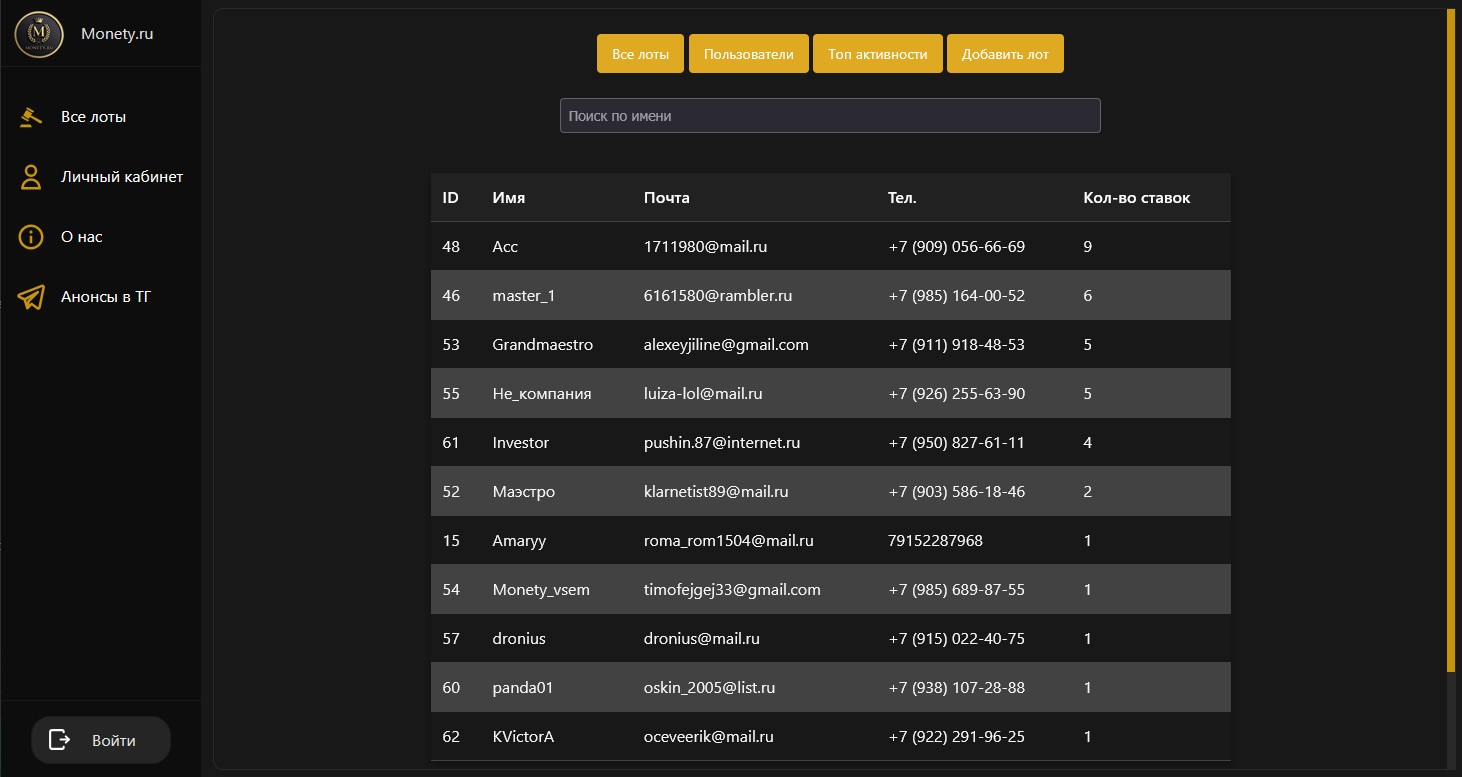 Monety.ru
Все лоты
Личный кабинет
О нас
Анонсы в ТГ
Войти
Все лоты Пользователи Топ активности Добавить лот
Поиск по имени
ID Имя Почта Тел. Кол-во ставок
48 Acc 1711980@mail.ru +7 (909) 056-66-69 9
46 master_1 6161580@rambler.ru +7 (985) 164-00-52 6
53 Grandmaestro alexeyjiline@gmail.com +7 (911) 918-48-53 5
55 Не_компания luiza-lol@mail.ru +7 (926) 255-63-90 5
61 Investor pushin.87@internet.ru +7 (950) 827-61-11 4
52 Маэстро klarnetist89@mail.ru +7 (903) 586-18-46 2
15 Amaryy roma_rom1504@mail.ru 79152287968 1
54 Monety_vsem timofejgej33@gmail.com +7 (985) 689-87-55 1
57 dronius dronius@mail.ru +7 (915) 022-40-75 1
60 panda01 oskin_2005@list.ru +7 (938) 107-28-88 1
62 KVictorA oceveerik@mail.ru +7 (922) 291-96-25 1